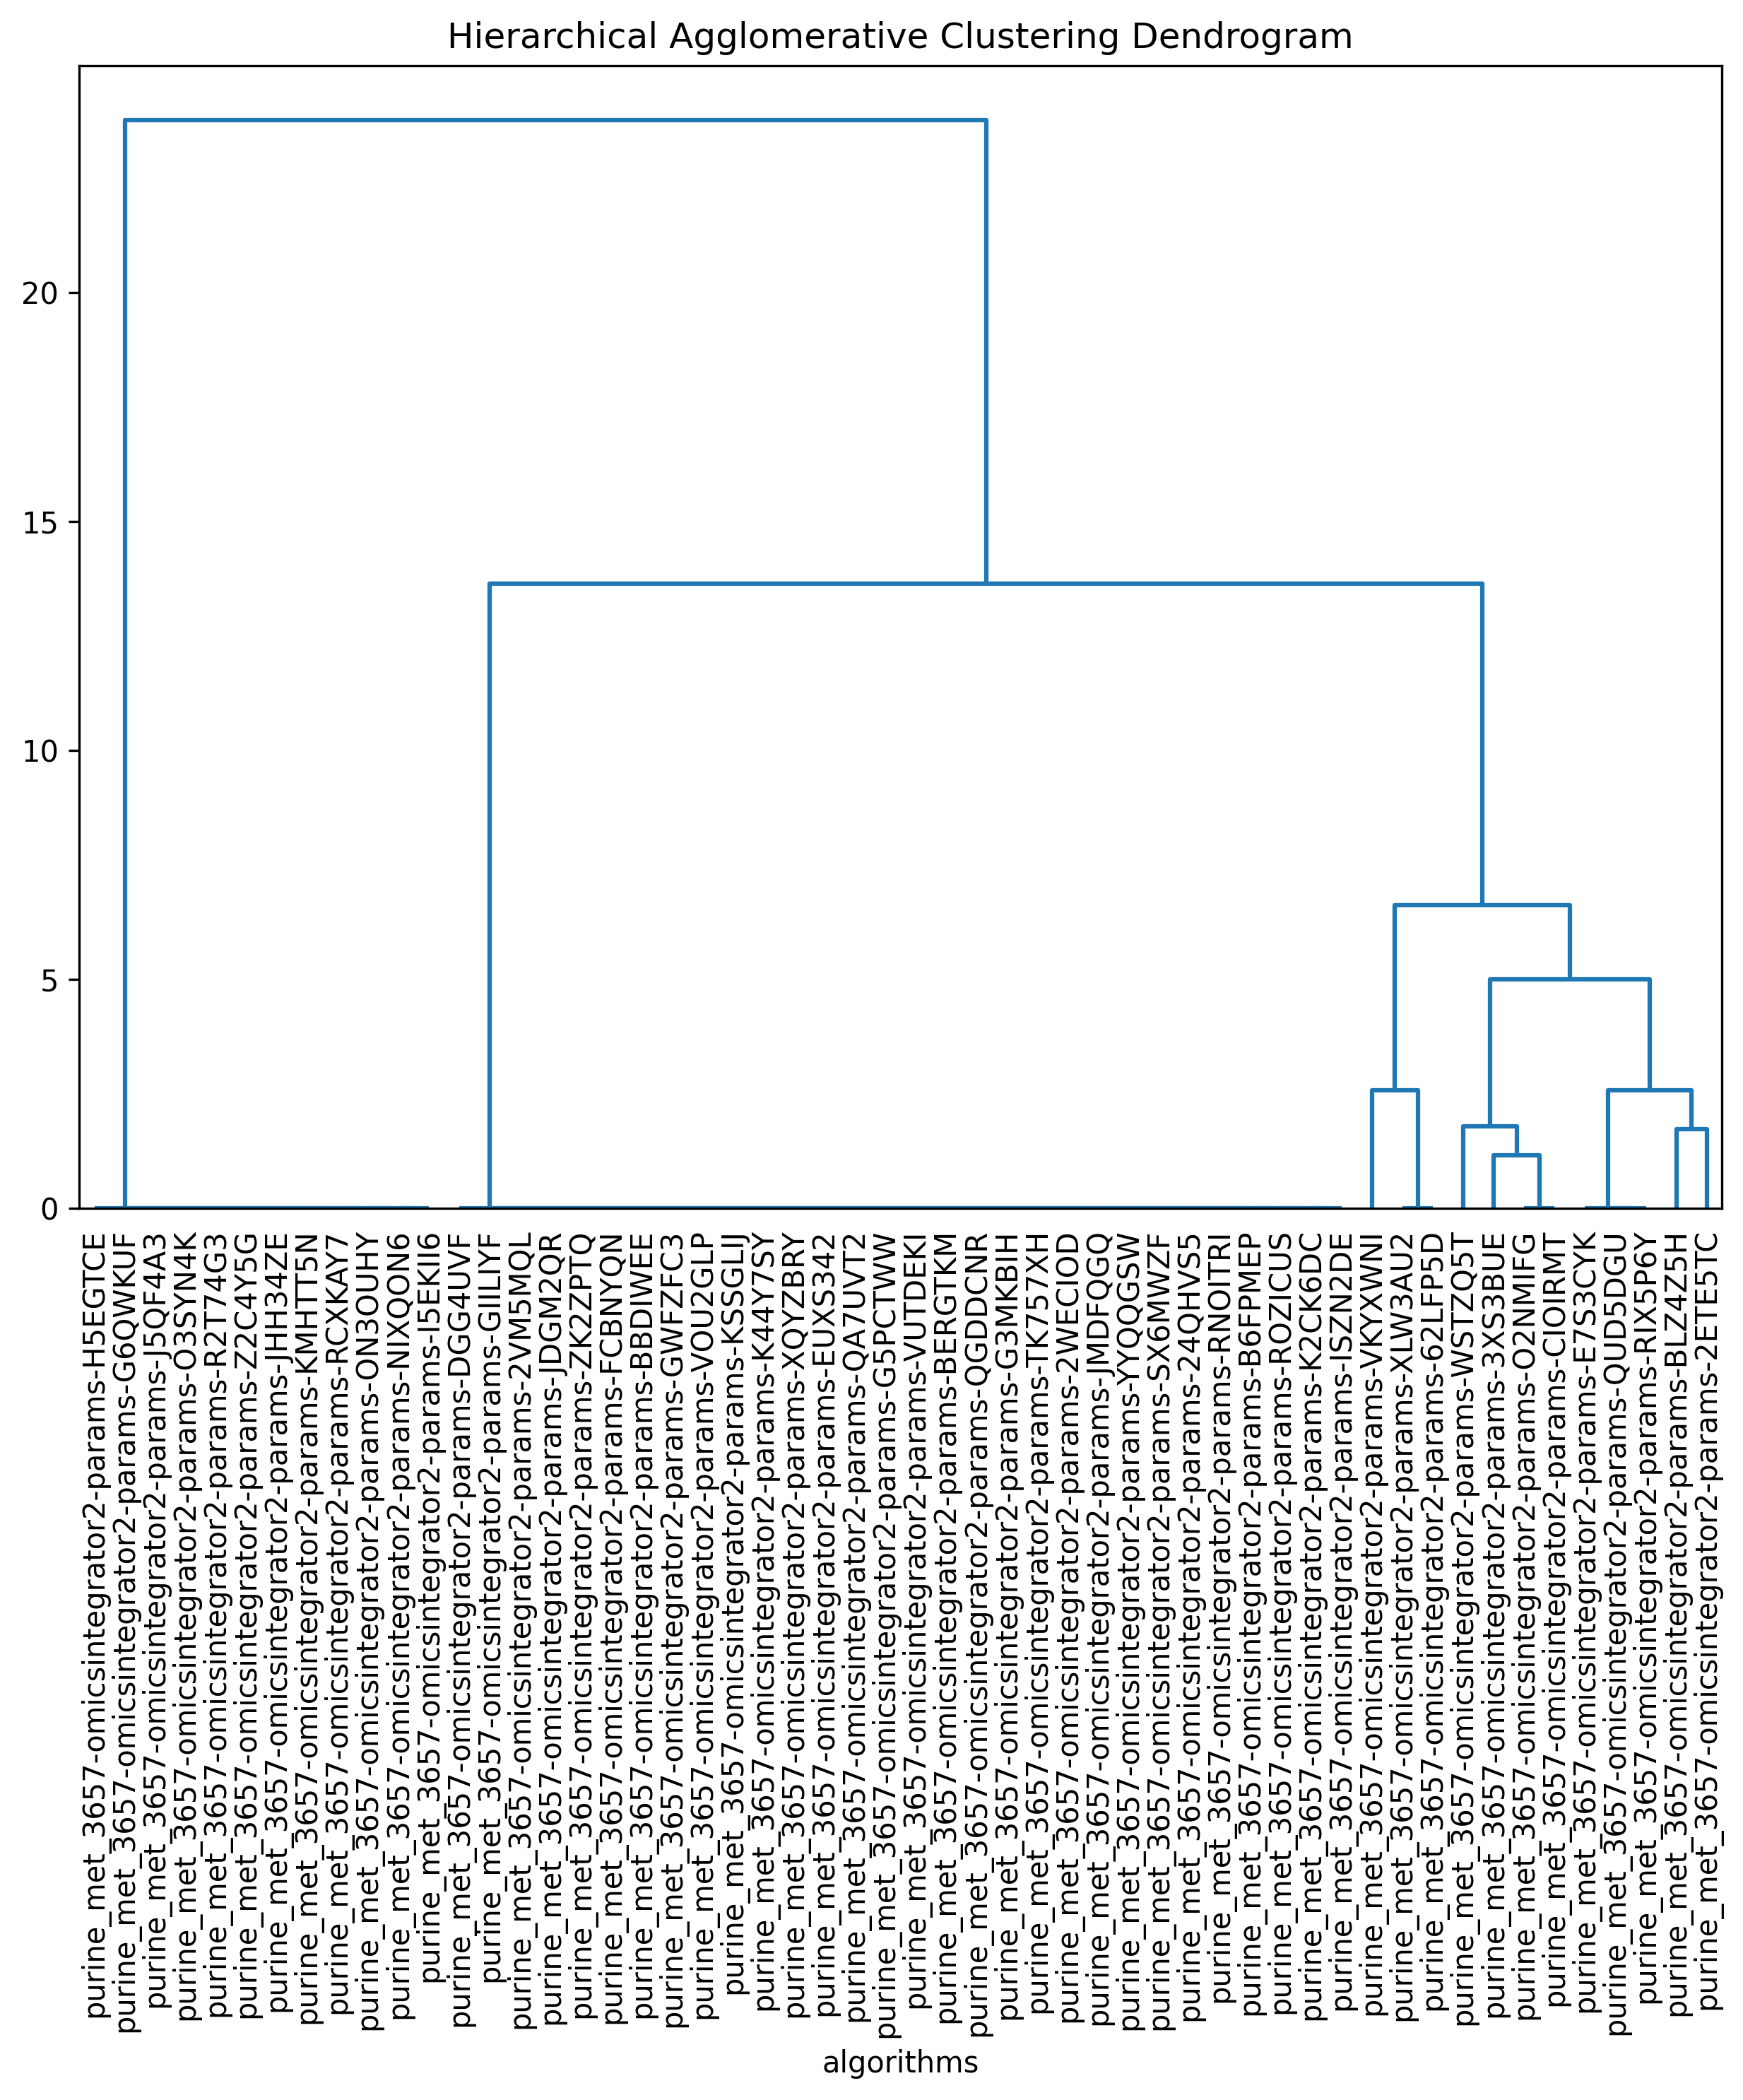 Hierarchical Agglomerative Clustering Dendrogram
20
15
10
5
0
purine_met_3657-omicsintegrator2-params-H5EGTCE
purine_met_3657-omicsintegrator2-params-G6QWKUF
purine_met_3657-omicsintegrator2-params-J5QF4A3
purine_met_3657-omicsintegrator2-params-O3SYN4K
purine_met_3657-omicsintegrator2-params-R2T74G3
purine_met_3657-omicsintegrator2-params-Z2C4Y5G
purine_met_3657-omicsintegrator2-params-JHH34ZE
purine_met_3657-omicsintegrator2-params-KMHTT5N
purine_met_3657-omicsintegrator2-params-RCXKAY7
purine_met_3657-omicsintegrator2-params-ON3OUHY
purine_met_3657-omicsintegrator2-params-NIXQON6
purine_met_3657-omicsintegrator2-params-I5EKII6
purine_met_3657-omicsintegrator2-params-DGG4UVF
purine_met_3657-omicsintegrator2-params-GIILIYF
purine_met_3657-omicsintegrator2-params-2VM5MQL
purine_met_3657-omicsintegrator2-params-JDGM2QR
purine_met_3657-omicsintegrator2-params-ZK2ZPTQ
purine_met_3657-omicsintegrator2-params-FCBNYQN
purine_met_3657-omicsintegrator2-params-BBDIWEE
purine_met_3657-omicsintegrator2-params-GWFZFC3
purine_met_3657-omicsintegrator2-params-VOU2GLP
purine_met_3657-omicsintegrator2-params-KSSGLIJ
purine_met_3657-omicsintegrator2-params-K44Y7SY
purine_met_3657-omicsintegrator2-params-XQYZBRY
purine_met_3657-omicsintegrator2-params-EUXS342
purine_met_3657-omicsintegrator2-params-QA7UVT2
purine_met_3657-omicsintegrator2-params-G5PCTWW
purine_met_3657-omicsintegrator2-params-VUTDEKI
purine_met_3657-omicsintegrator2-params-BERGTKM
purine_met_3657-omicsintegrator2-params-QGDDCNR
purine_met_3657-omicsintegrator2-params-G3MKBIH
purine_met_3657-omicsintegrator2-params-TK757XH
purine_met_3657-omicsintegrator2-params-2WECIOD
purine_met_3657-omicsintegrator2-params-JMDFQGQ
purine_met_3657-omicsintegrator2-params-YYQQGSW
purine_met_3657-omicsintegrator2-params-SX6MWZF
purine_met_3657-omicsintegrator2-params-24QHVS5
purine_met_3657-omicsintegrator2-params-RNOITRI
purine_met_3657-omicsintegrator2-params-B6FPMEP
purine_met_3657-omicsintegrator2-params-ROZICUS
purine_met_3657-omicsintegrator2-params-K2CK6DC
purine_met_3657-omicsintegrator2-params-ISZN2DE
purine_met_3657-omicsintegrator2-params-VKYXWNI
purine_met_3657-omicsintegrator2-params-XLW3AU2
purine_met_3657-omicsintegrator2-params-62LFP5D
purine_met_3657-omicsintegrator2-params-WSTZQ5T
purine_met_3657-omicsintegrator2-params-3XS3BUE
purine_met_3657-omicsintegrator2-params-O2NMIFG
purine_met_3657-omicsintegrator2-params-CIOIRMT
purine_met_3657-omicsintegrator2-params-E7S3CYK
purine_met_3657-omicsintegrator2-params-QUD5DGU
purine_met_3657-omicsintegrator2-params-RIX5P6Y
purine_met_3657-omicsintegrator2-params-BLZ4Z5H
purine_met_3657-omicsintegrator2-params-2ETE5TC
algorithms